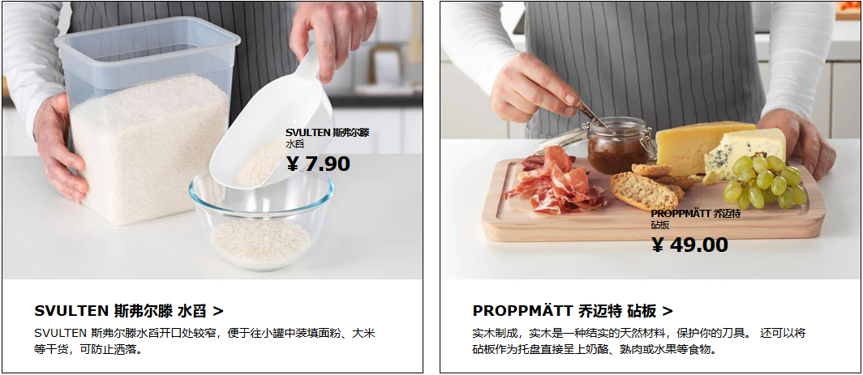 SVULTEN 斯弗尔滕
水舀
¥ 7.90
SVULTEN 斯弗尔滕 水舀 >
SVULTEN 斯弗尔滕水舀开口处较窄，便于往小罐中装填面粉、大米
等干货，可防止洒落。
PROPPMÄTT 乔迈特
砧板
¥ 49.00
PROPPMÄTT 乔迈特 砧板 >
实木制成，实木是一种结实的天然材料，保护你的刀具。 还可以将
砧板作为托盘直接呈上奶酪、熟肉或水果等食物。